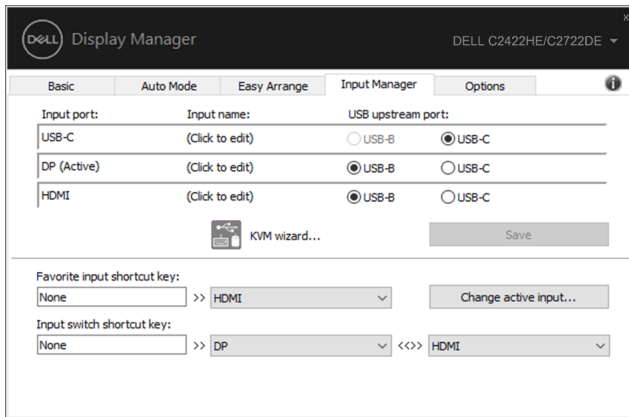 x
DELL Display Manager DELL C2422HE/C2722DE
Basic Auto Mode Easy Arrange Input Manager Options i
Input port: Input name: USB upstream port:
USB-C (Click to edit) USB-B USB-C
DP (Active) (Click to edit) USB-B USB-C
HDMI (Click to edit) USB-B USB-C
KVM wizard... Save
Favorite input shortcut key:
None >> HDMI Change active input...
Input switch shortcut key:
None >> DP <<>> HDMI